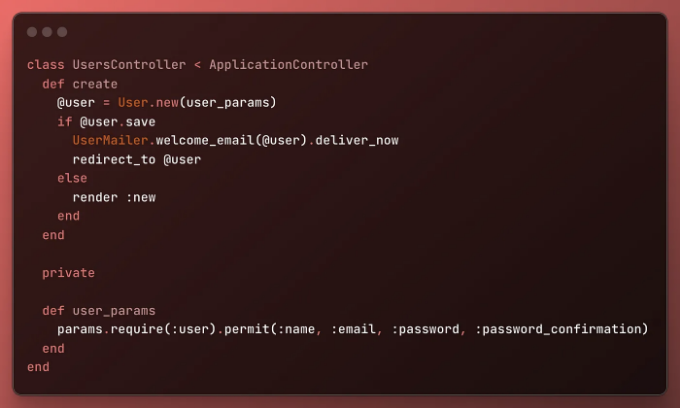 class UsersController < ApplicationController
  def create
    @user = User.new(user_params)
    if @user.save
      UserMailer.welcome_email(@user).deliver_now
      redirect_to @user
    else
      render :new
    end
  end

  private

  def user_params
    params.require(:user).permit(:name, :email, :password, :password_confirmation)
  end
end